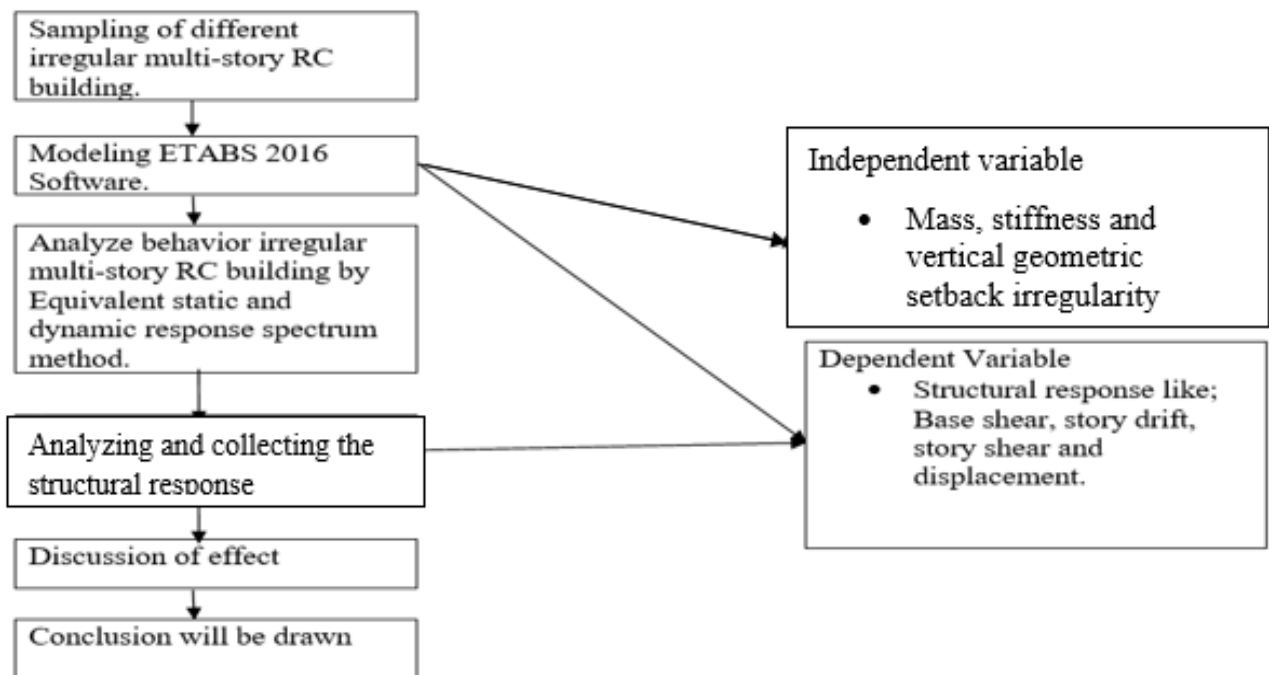 Sampling of different
irregular multi-story RC
building.
Modeling ETABS 2016
Software.
Analyze behavior irregular
multi-story RC building by
Equivalent static and
dynamic response spectrum
method.
Analyzing and collecting the
structural response
Discussion of effect
Conclusion will be drawn
Independent variable
• Mass, stiffness and
vertical geometric
setback irregularity
Dependent Variable
• Structural response like;
Base shear, story drift,
story shear and
displacement.